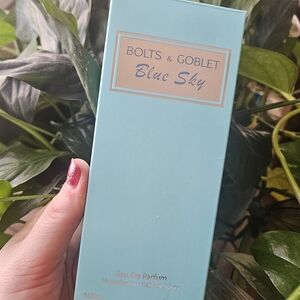 BOLTS & GOBLET
Blue Sky
Eau De Parfum